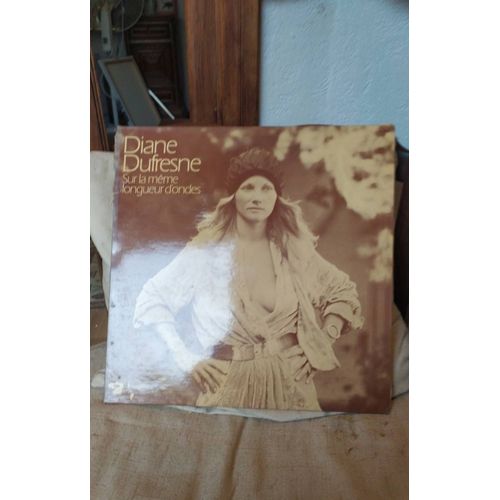 Diane
Dufresne
Sur la même
longueur d'ondes